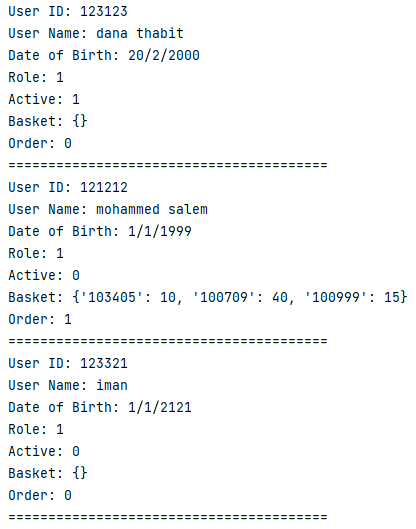 User ID: 123123
User Name: dana thabit
Date of Birth: 20/2/2000
Role: 1
Active: 1
Basket: {}
Order: 0
========================================
User ID: 121212
User Name: mohammed salem
Date of Birth: 1/1/1999
Role: 1
Active: 0
Basket: {'103405': 10, '100709': 40, '100999': 15}
Order: 1
========================================
User ID: 123321
User Name: iman
Date of Birth: 1/1/2121
Role: 1
Active: 0
Basket: {}
Order: 0
========================================